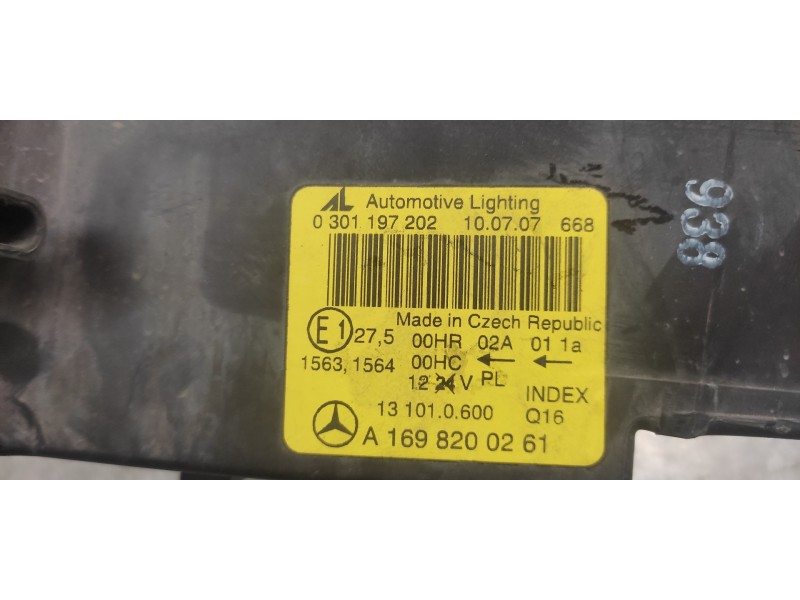 AL Automotive Lighting
0 301 197 202 10.07.07 668
Made in Czech Republic
E1 27,5 00HR 02A 01 1a
1563, 1564 00HC ← ←
12 24 V PL
INDEX
13 101.0.600 Q16
A 169 820 02 61
938